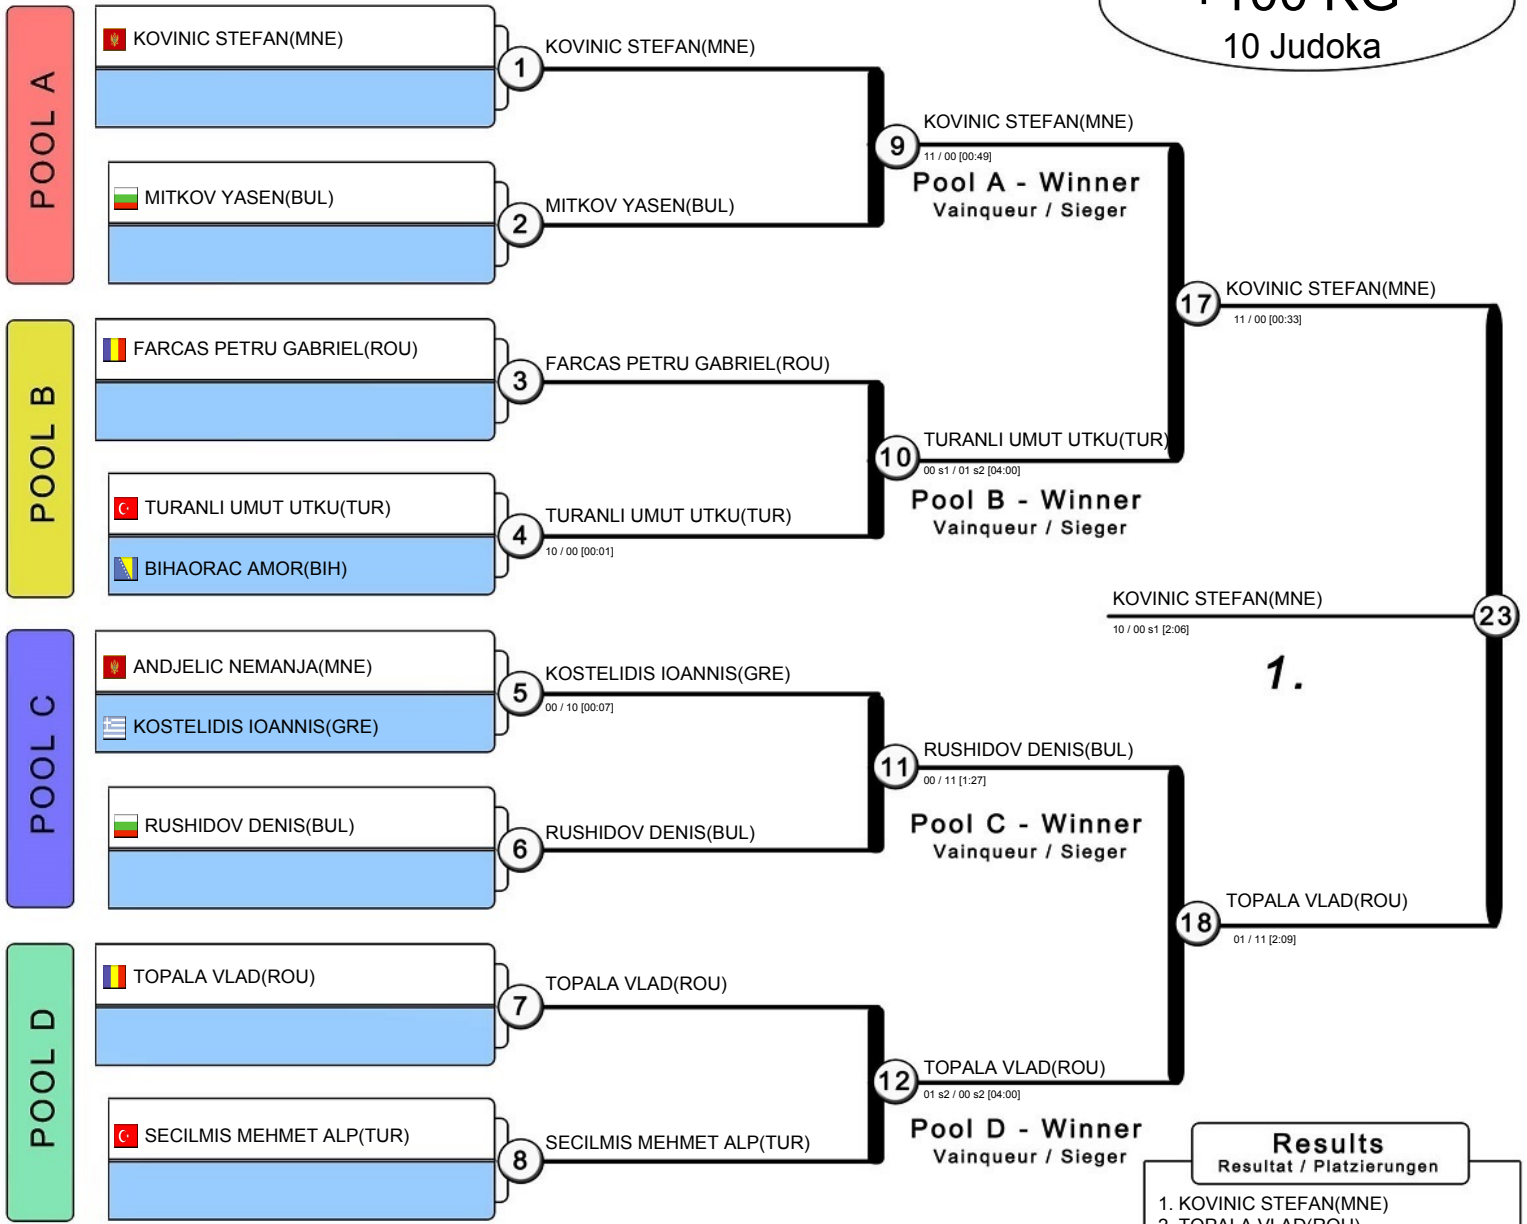 +100 KG
10 Judoka
POOL A
KOVINIC STEFAN(MNE)
1
KOVINIC STEFAN(MNE)
MITKOV YASEN(BUL)
2
MITKOV YASEN(BUL)
9
KOVINIC STEFAN(MNE)
11 / 00 [00:49]
Pool A - Winner
Vainqueur / Sieger
POOL B
FARCAS PETRU GABRIEL(ROU)
3
FARCAS PETRU GABRIEL(ROU)
TURANLI UMUT UTKU(TUR)
BIHAORAC AMOR(BIH)
4
TURANLI UMUT UTKU(TUR)
10 / 00 [00:01]
10
TURANLI UMUT UTKU(TUR)
00 s1 / 01 s2 [04:00]
Pool B - Winner
Vainqueur / Sieger
17
KOVINIC STEFAN(MNE)
11 / 00 [00:33]
POOL C
ANDJELIC NEMANJA(MNE)
KOSTELIDIS IOANNIS(GRE)
5
KOSTELIDIS IOANNIS(GRE)
00 / 10 [00:07]
RUSHIDOV DENIS(BUL)
6
RUSHIDOV DENIS(BUL)
11
RUSHIDOV DENIS(BUL)
00 / 11 [1:27]
Pool C - Winner
Vainqueur / Sieger
POOL D
TOPALA VLAD(ROU)
7
TOPALA VLAD(ROU)
SECILMIS MEHMET ALP(TUR)
8
SECILMIS MEHMET ALP(TUR)
12
TOPALA VLAD(ROU)
01 s2 / 00 s2 [04:00]
Pool D - Winner
Vainqueur / Sieger
18
TOPALA VLAD(ROU)
01 / 11 [2:09]
KOVINIC STEFAN(MNE)
23
10 / 00 s1 [2:06]
1.
Results
Resultat / Platzierungen
1. KOVINIC STEFAN(MNE)
2. TOPALA VLAD(ROU)